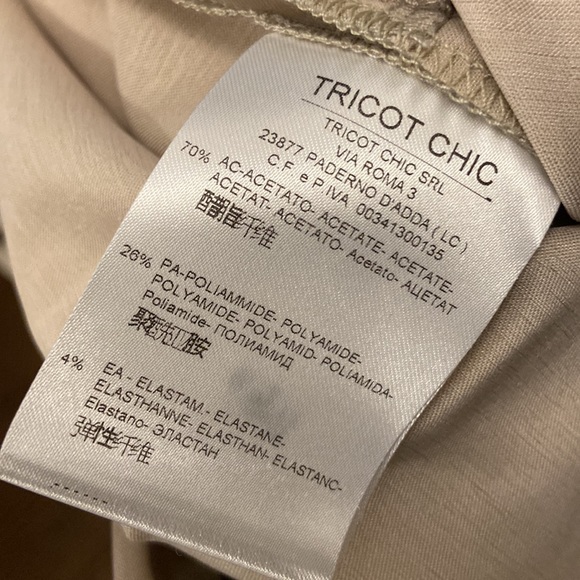 TRICOT CHIC
TRICOT CHIC SRL
VIA ROMA 3
23877 PADERNO D'ADDA ( LC )
C.F e P.IVA 00341300135
70% AC-ACETATO- ACETATE- ACETATE-
ACETAT: ACETATO- Acetato- АЦЕТАТ
醋酯纤维
26% PA-POLIAMMIDE- POLYAMIDE-
POLYAMIDE- POLYAMID- POLIAMIDA-
Poliamide- ПОЛИАМИД
聚酰胺
4% EA - ELASTAM.- ELASTANE-
ELASTHANNE- ELASTHAN- ELASTANC-
Elastano- ЭЛАСТАН
弹性纤维